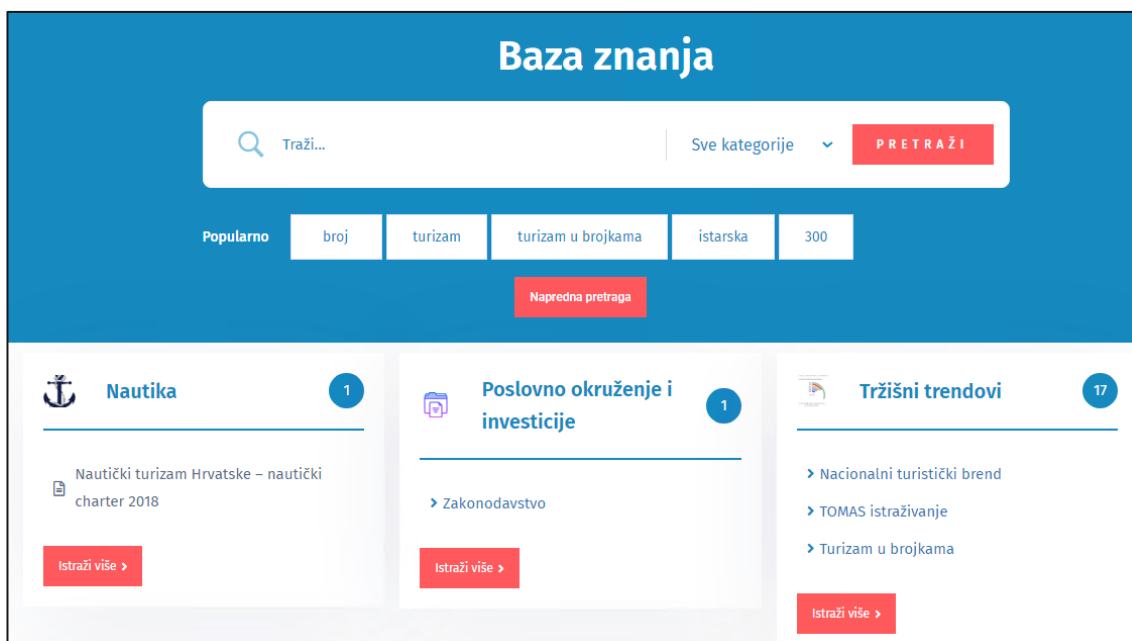 Baza znanja
Traži...
Sve kategorije
PRETRAŽI
Popularno
broj
turizam
turizam u brojkama
istarska
300
Napredna pretraga
Nautika
1
Nautički turizam Hrvatske – nautički
charter 2018
Istraži više
Poslovno okruženje i
investicije
1
Zakonodavstvo
Istraži više
Tržišni trendovi
17
Nacionalni turistički brend
TOMAS istraživanje
Turizam u brojkama
Istraži više